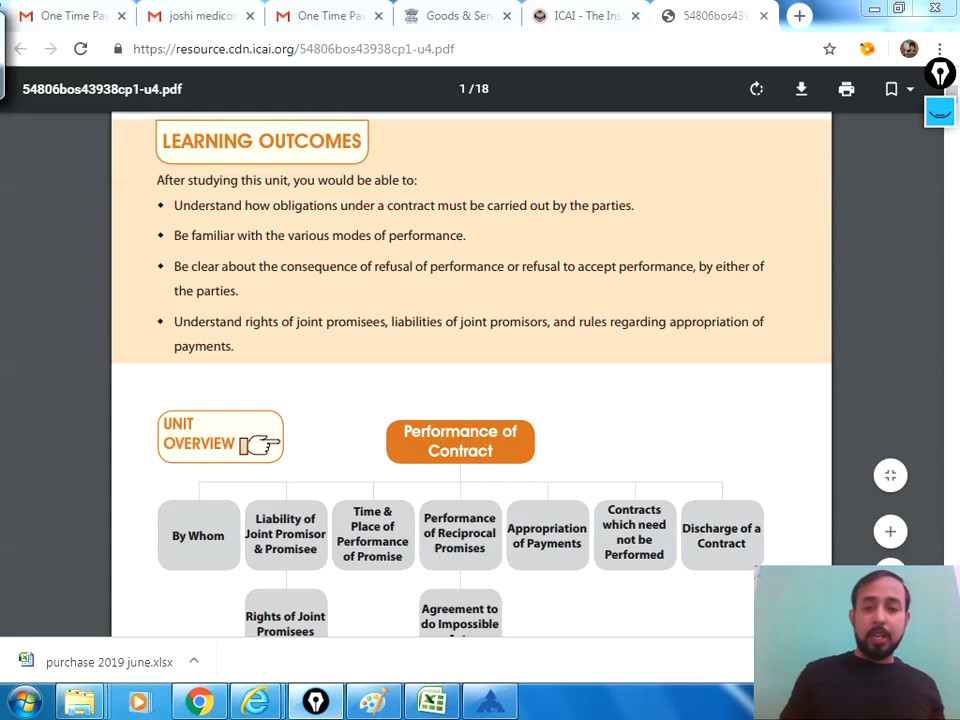 One Time Pas
joshi medicos
One Time Pas
Goods & Serv
ICAI - The Ins
54806bos439
https://resource.cdn.icai.org/54806bos43938cp1-u4.pdf
54806bos43938cp1-u4.pdf
1 / 18
LEARNING OUTCOMES
After studying this unit, you would be able to:
Understand how obligations under a contract must be carried out by the parties.
Be familiar with the various modes of performance.
Be clear about the consequence of refusal of performance or refusal to accept performance, by either of
the parties.
Understand rights of joint promisees, liabilities of joint promisors, and rules regarding appropriation of
payments.
UNIT
OVERVIEW
Performance of
Contract
By Whom
Liability of
Joint Promisor
& Promisee
Time &
Place of
Performance
of Promise
Performance
of Reciprocal
Promises
Appropriation
of Payments
Contracts
which need
not be
Performed
Discharge of a
Contract
Rights of Joint
Promisees
Agreement to
do Impossible
purchase 2019 june.xlsx